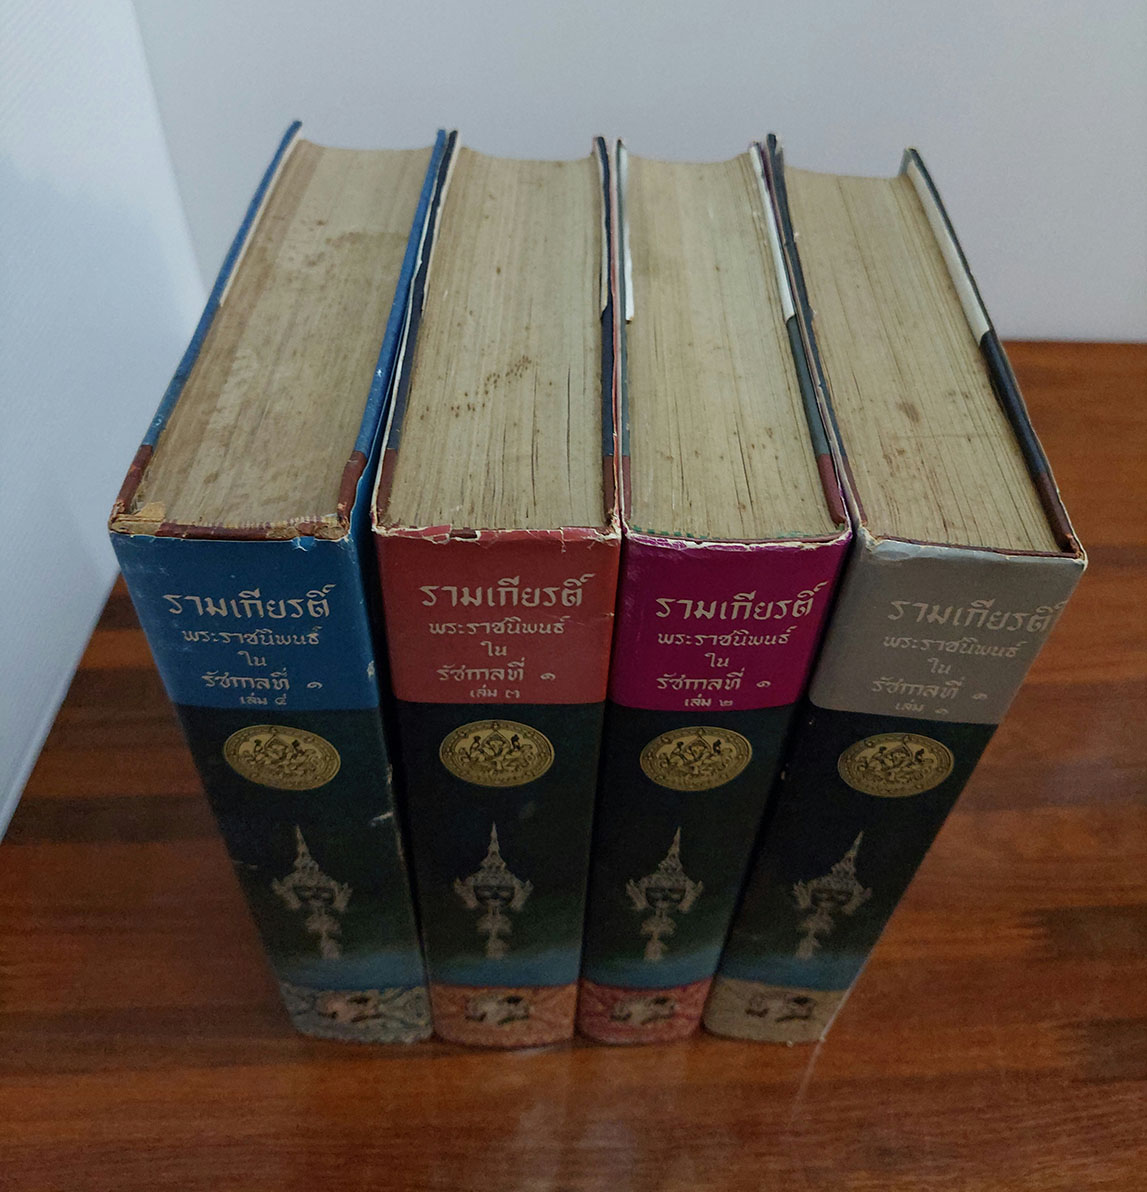 รามเกียรติ์
พระราชนิพนธ์
ใน
รัชกาลที่ ๑
เล่ม ๔
รามเกียรติ์
พระราชนิพนธ์
ใน
รัชกาลที่ ๑
เล่ม ๓
รามเกียรติ์
พระราชนิพนธ์
ใน
รัชกาลที่ ๑
เล่ม ๒
รามเกียรติ์
พระราชนิพนธ์
ใน
รัชกาลที่ ๑
เล่ม ๑